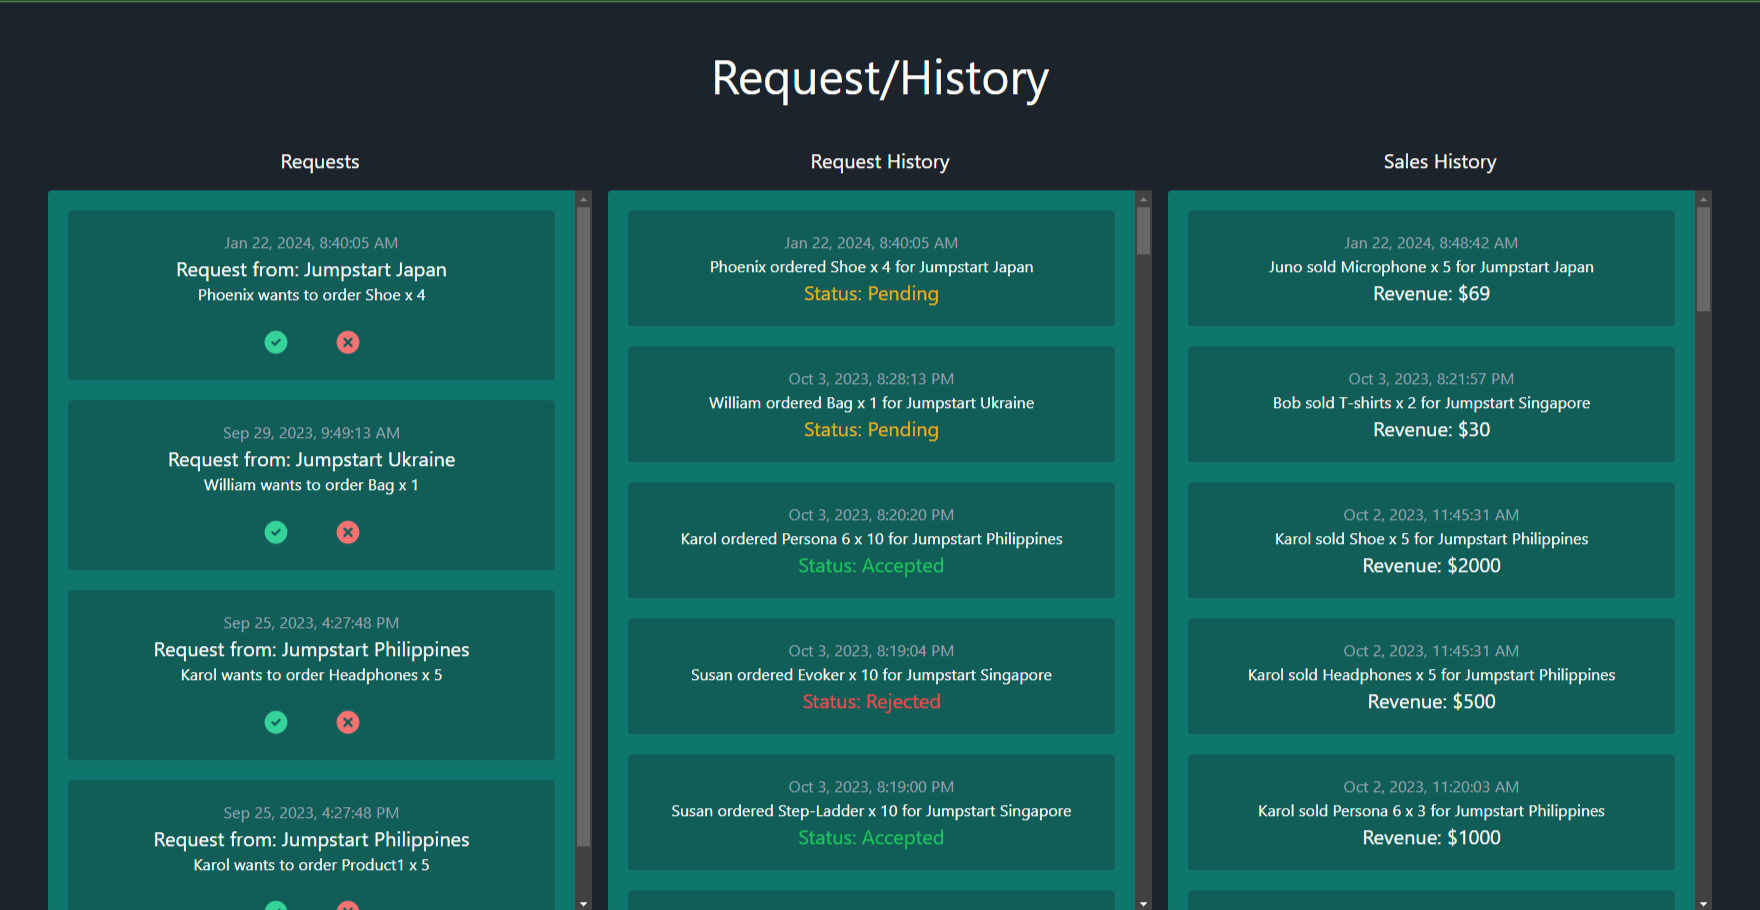 Request/History
Requests
Jan 22, 2024, 8:40:05 AM
Request from: Jumpstart Japan
Phoenix wants to order Shoe x 4
Sep 29, 2023, 9:49:13 AM
Request from: Jumpstart Ukraine
William wants to order Bag x 1
Sep 25, 2023, 4:27:48 PM
Request from: Jumpstart Philippines
Karol wants to order Headphones x 5
Sep 25, 2023, 4:27:48 PM
Request from: Jumpstart Philippines
Karol wants to order Product1 x 5
Request History
Jan 22, 2024, 8:40:05 AM
Phoenix ordered Shoe x 4 for Jumpstart Japan
Status: Pending
Oct 3, 2023, 8:28:13 PM
William ordered Bag x 1 for Jumpstart Ukraine
Status: Pending
Oct 3, 2023, 8:20:20 PM
Karol ordered Persona 6 x 10 for Jumpstart Philippines
Status: Accepted
Oct 3, 2023, 8:19:04 PM
Susan ordered Evoker x 10 for Jumpstart Singapore
Status: Rejected
Oct 3, 2023, 8:19:00 PM
Susan ordered Step-Ladder x 10 for Jumpstart Singapore
Status: Accepted
Sales History
Jan 22, 2024, 8:48:42 AM
Juno sold Microphone x 5 for Jumpstart Japan
Revenue: $69
Oct 3, 2023, 8:21:57 PM
Bob sold T-shirts x 2 for Jumpstart Singapore
Revenue: $30
Oct 2, 2023, 11:45:31 AM
Karol sold Shoe x 5 for Jumpstart Philippines
Revenue: $2000
Oct 2, 2023, 11:45:31 AM
Karol sold Headphones x 5 for Jumpstart Philippines
Revenue: $500
Oct 2, 2023, 11:20:03 AM
Karol sold Persona 6 x 3 for Jumpstart Philippines
Revenue: $1000